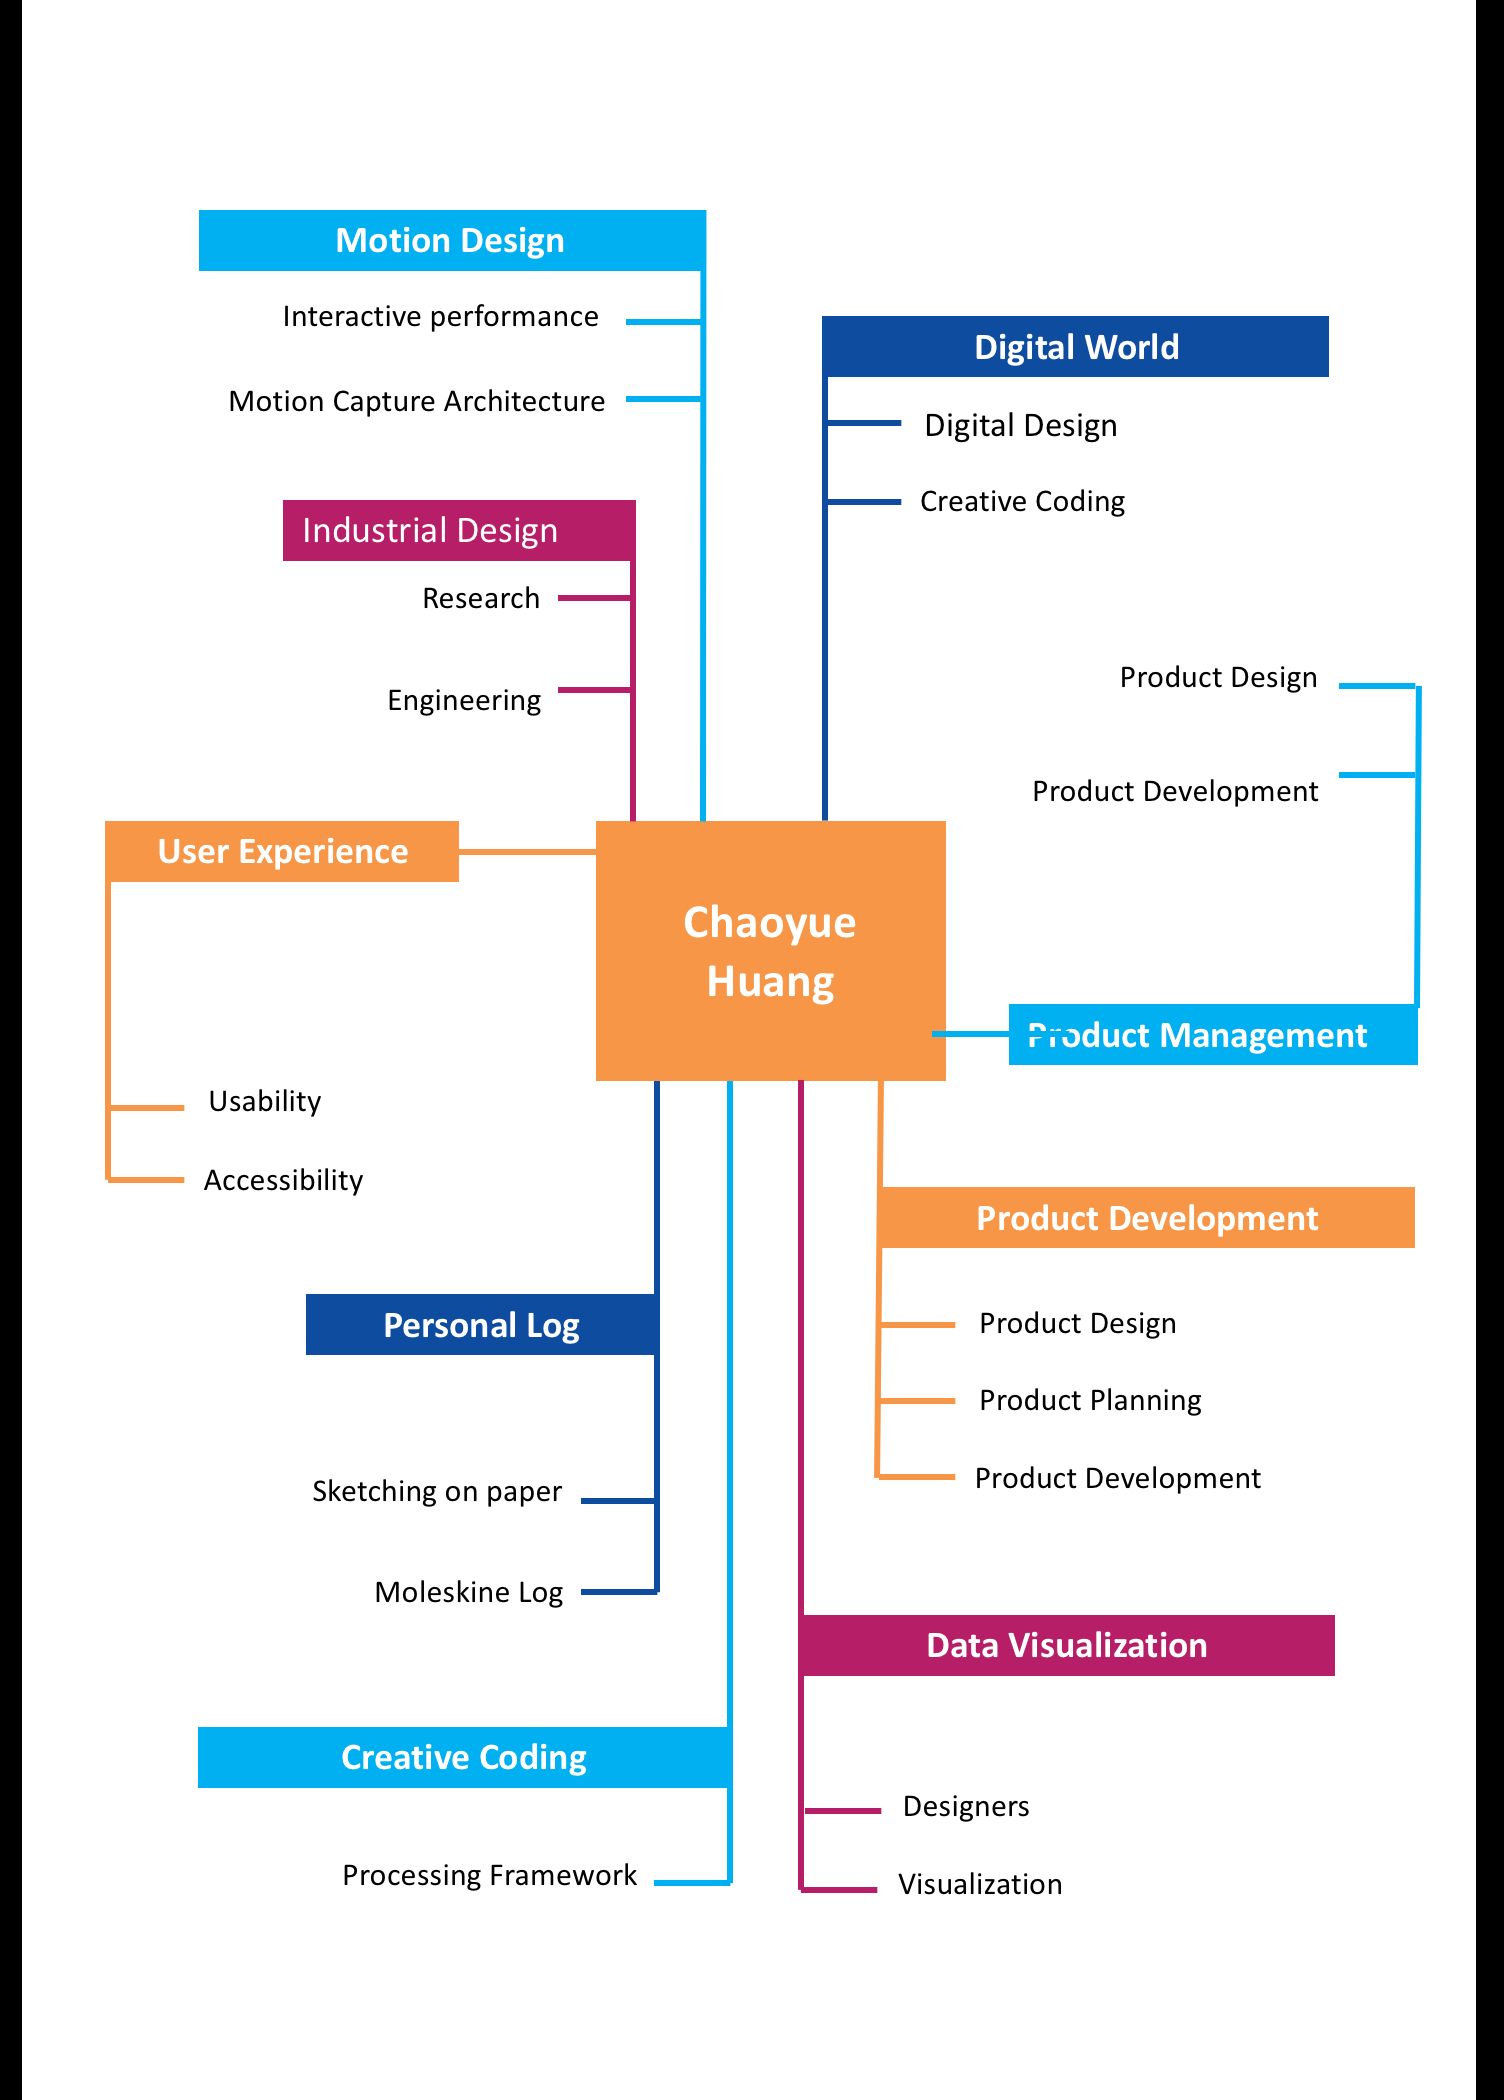 Motion Design
Interactive performance
Motion Capture Architecture
Digital World
Digital Design
Creative Coding
Industrial Design
Research
Engineering
Product Design
Product Development
User Experience
Usability
Accessibility
Chaoyue
Huang
Product Management
Product Development
Product Design
Product Planning
Product Development
Personal Log
Sketching on paper
Moleskine Log
Data Visualization
Designers
Visualization
Creative Coding
Processing Framework